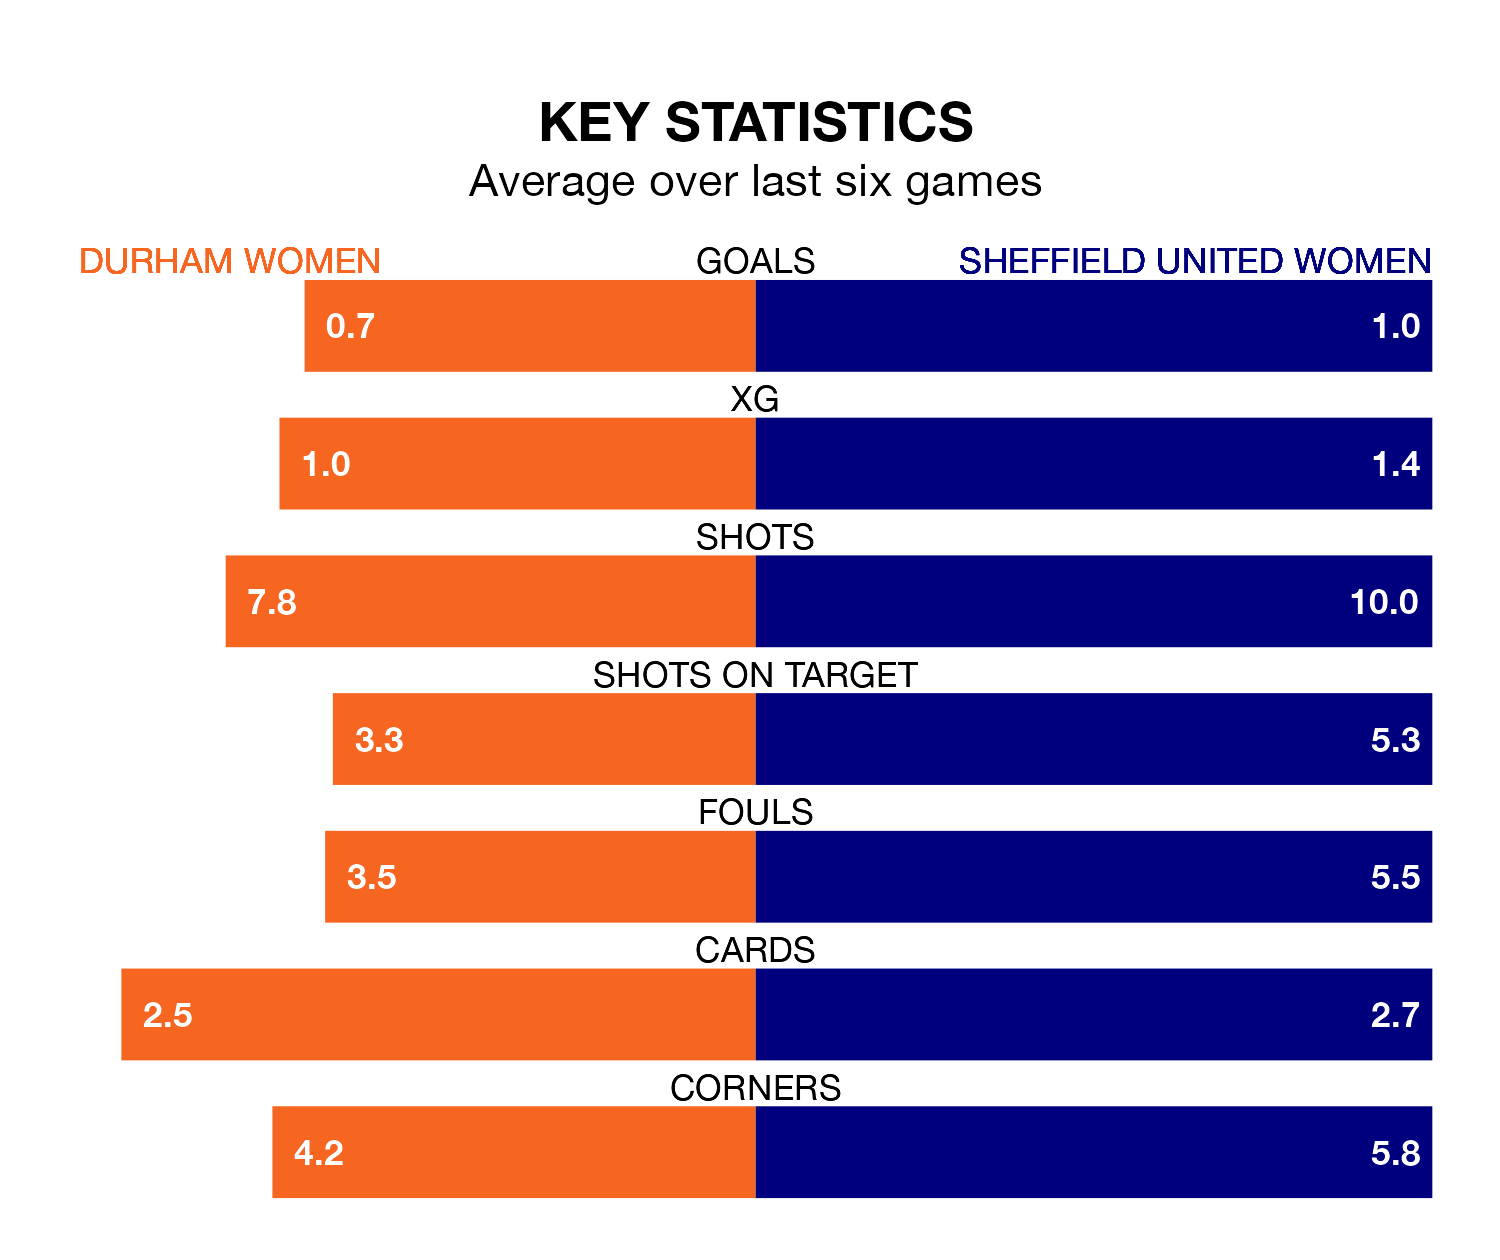 KEY STATISTICS
Average over last six games
DURHAM WOMEN GOALS SHEFFIELD UNITED WOMEN
0.7 1.0
XG
1.0 1.4
SHOTS
7.8 10.0
SHOTS ON TARGET
3.3 5.3
FOULS
3.5 5.5
CARDS
2.5 2.7
CORNERS
4.2 5.8